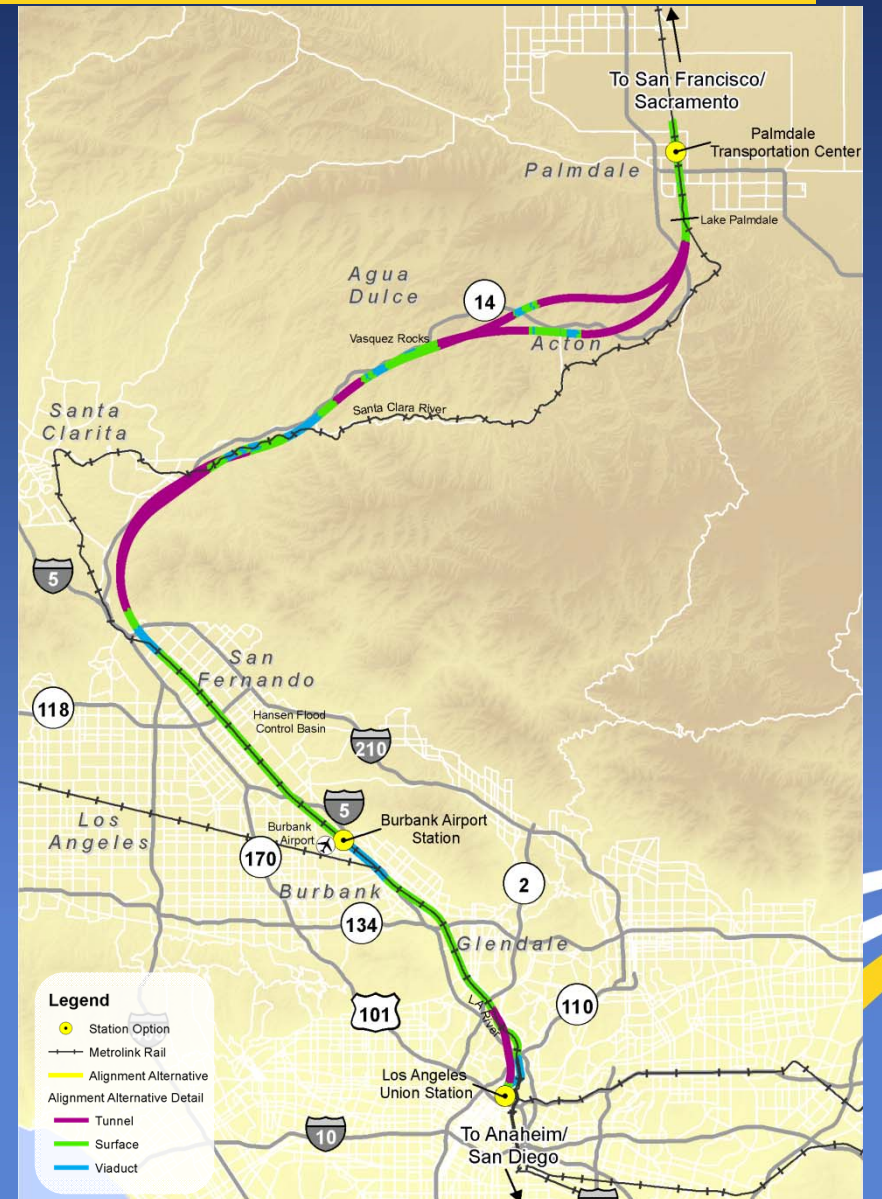 To San Francisco/
Sacramento
Palmdale
Transportation Center
Palmdale
Lake Palmdale
Agua
Dulce
14
Vasquez Rocks
Acton
Santa Clara River
Santa
Clarita
5
San
Fernando
118
Hansen Flood
Control Basin
210
5
Los
Angeles
Burbank
Airport
Burbank Airport
Station
170
2
Burbank
134
Glendale
LA River
101
110
Los Angeles
Union Station
10
To Anaheim/
San Diego
Legend
Station Option
Metrolink Rail
Alignment Alternative
Alignment Alternative Detail
Tunnel
Surface
Viaduct